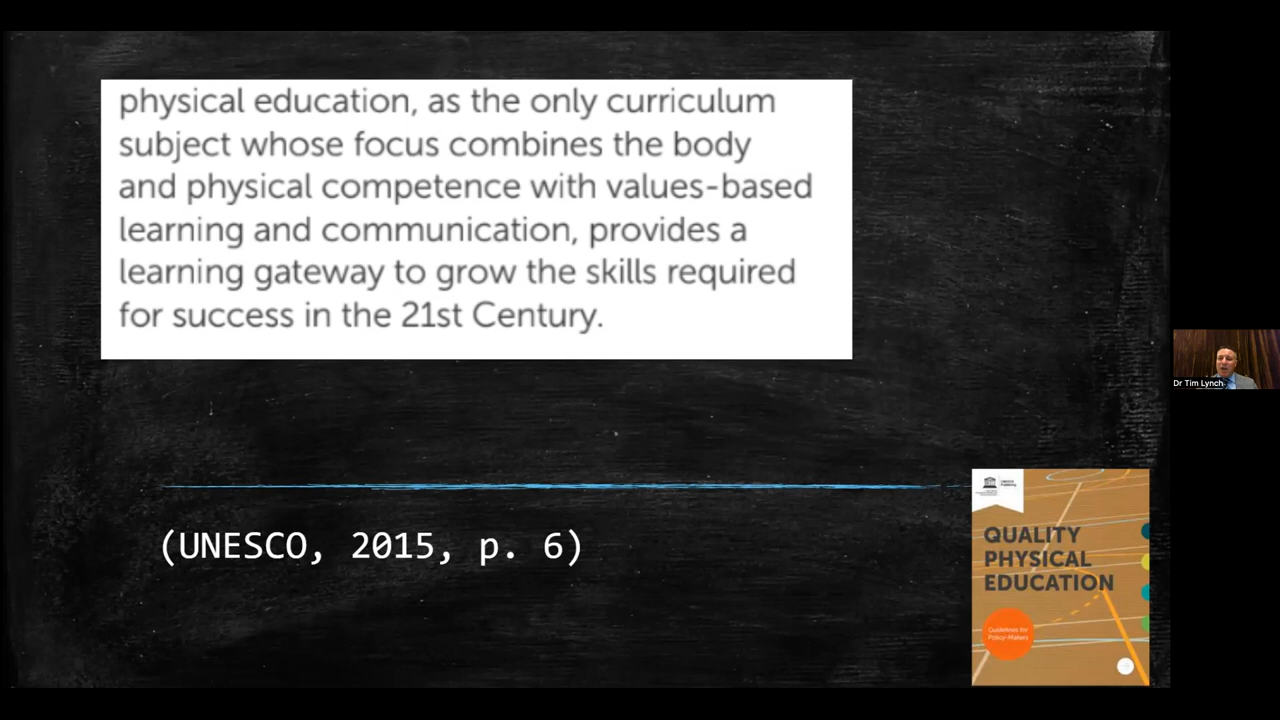 physical education, as the only curriculum
subject whose focus combines the body
and physical competence with values-based
learning and communication, provides a
learning gateway to grow the skills required
for success in the 21st Century.
(UNESCO, 2015, p. 6)
QUALITY
PHYSICAL
EDUCATION
Guidelines for
Policy-Makers
Dr Tim Lynch